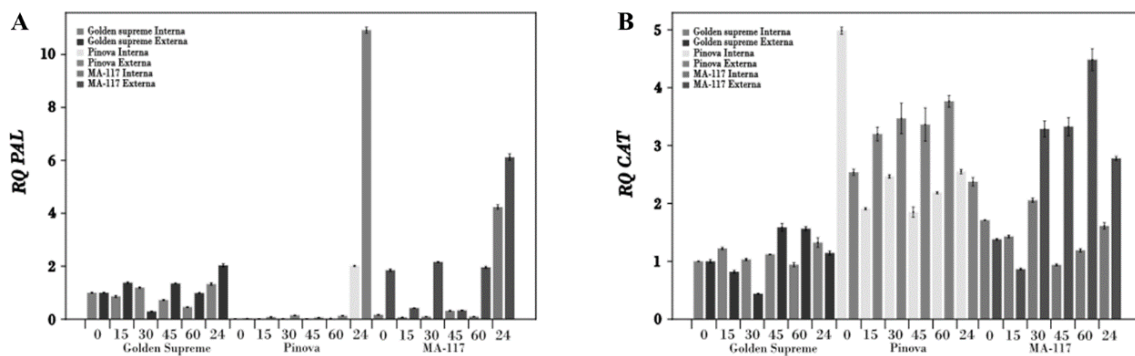 A
Golden supreme Interna
Golden supreme Externa
Pinova Interna
Pinova Externa
MA-117 Interna
MA-117 Externa
RQ PAL
10
8
6
4
2
0
0 15 30 45 60 24 0 15 30 45 60 24 0 15 30 45 60 24
Golden Supreme Pinova MA-117
B
Golden supreme Interna
Golden supreme Externa
Pinova Interna
Pinova Externa
MA-117 Interna
MA-117 Externa
RQ CAT
5
4
3
2
1
0
0 15 30 45 60 24 0 15 30 45 60 24 0 15 30 45 60 24
Golden Supreme Pinova MA-117